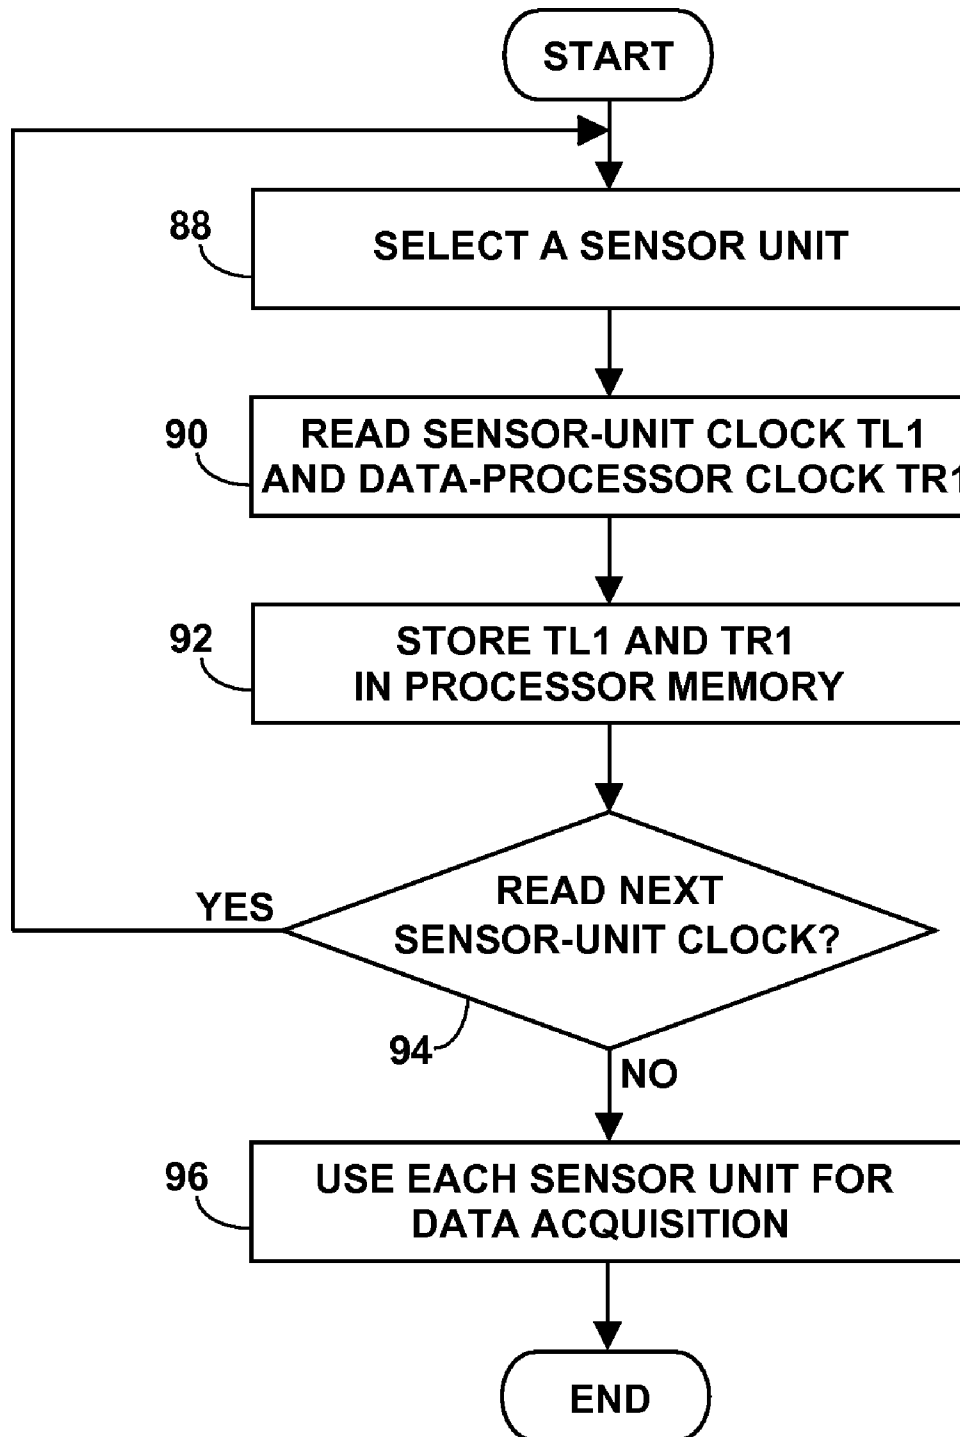 START
88
SELECT A SENSOR UNIT
90
READ SENSOR-UNIT CLOCK TL1
AND DATA-PROCESSOR CLOCK TR1
92
STORE TL1 AND TR1
IN PROCESSOR MEMORY
YES
READ NEXT
SENSOR-UNIT CLOCK?
94
NO
96
USE EACH SENSOR UNIT FOR
DATA ACQUISITION
END